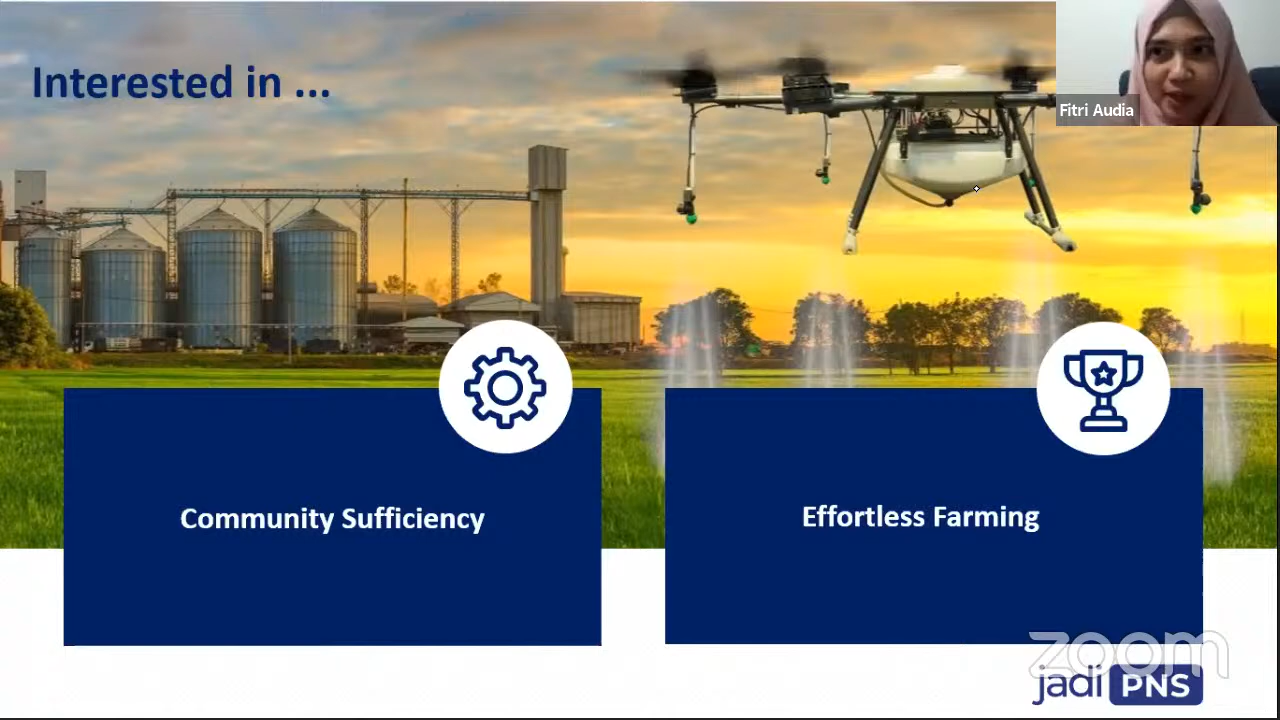 Interested in ...
Fitri Audia
Community Sufficiency
Effortless Farming
zoom
jadi PNS